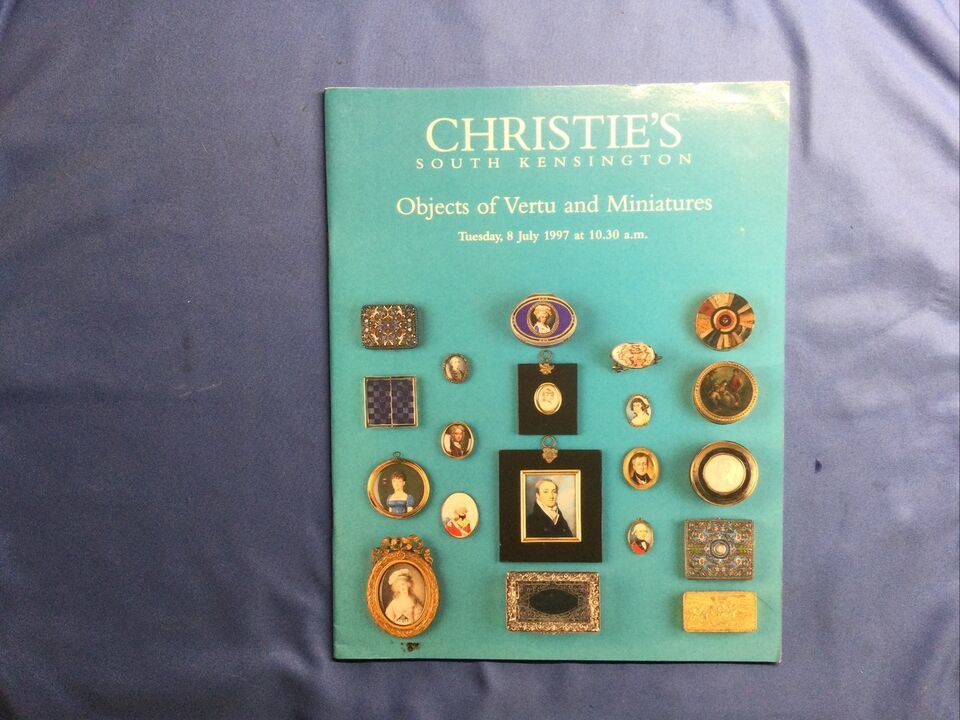 CHRISTIE'S
SOUTH KENSINGTON
Objects of Vertu and Miniatures
Tuesday, 8 July 1997 at 10.30 a.m.